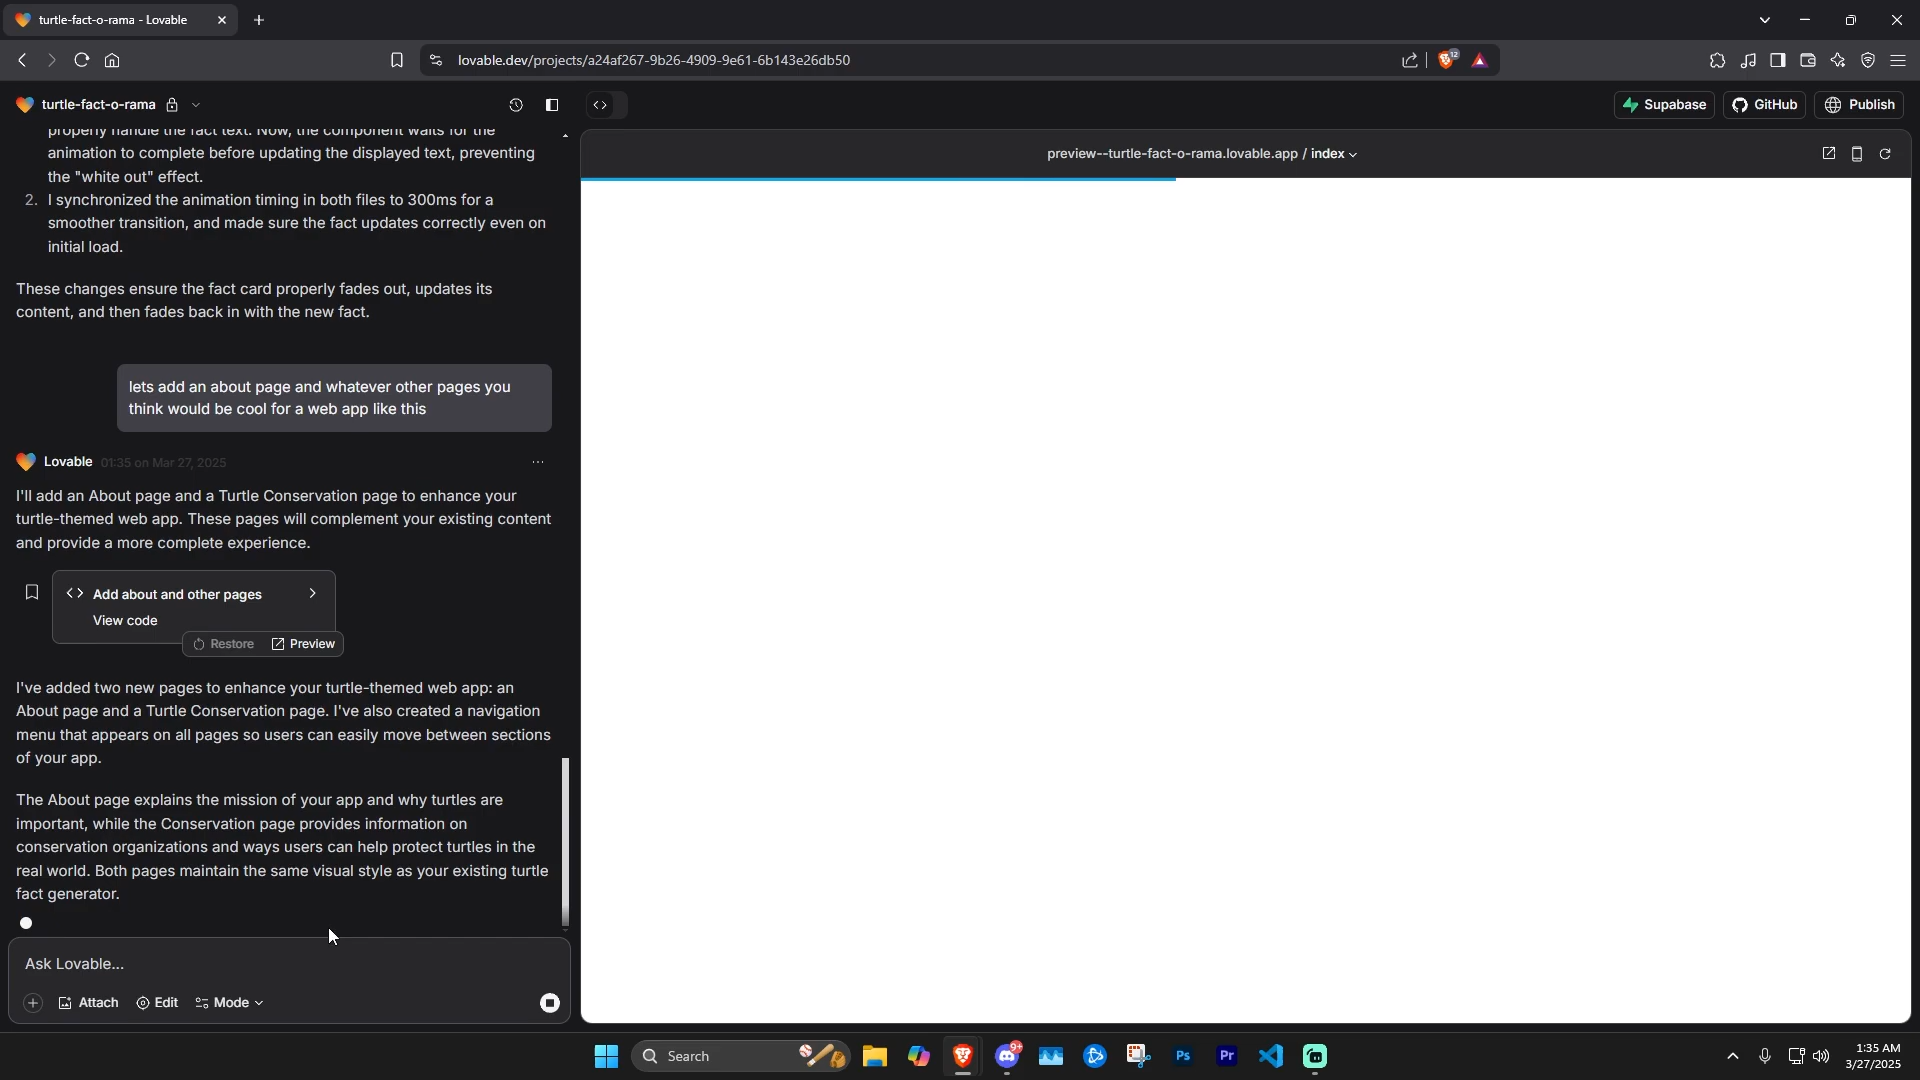 turtle-fact-o-rama - Lovable
lovable.dev/projects/a24af267-9b26-4909-9e61-6b143e26db50
12
turtle-fact-o-rama
Supabase
GitHub
Publish
preview--turtle-fact-o-rama.lovable.app / index
properly handle the fact text. Now, the component waits for the
animation to complete before updating the displayed text, preventing
the "white out" effect.
2. I synchronized the animation timing in both files to 300ms for a
smoother transition, and made sure the fact updates correctly even on
initial load.
These changes ensure the fact card properly fades out, updates its
content, and then fades back in with the new fact.
lets add an about page and whatever other pages you
think would be cool for a web app like this
Lovable 01:35 on Mar 27, 2025
I'll add an About page and a Turtle Conservation page to enhance your
turtle-themed web app. These pages will complement your existing content
and provide a more complete experience.
Add about and other pages
View code
Restore Preview
I've added two new pages to enhance your turtle-themed web app: an
About page and a Turtle Conservation page. I've also created a navigation
menu that appears on all pages so users can easily move between sections
of your app.
The About page explains the mission of your app and why turtles are
important, while the Conservation page provides information on
conservation organizations and ways users can help protect turtles in the
real world. Both pages maintain the same visual style as your existing turtle
fact generator.
Ask Lovable...
Attach Edit Mode
Search
9+
Ps
Pr
1:35 AM
3/27/2025